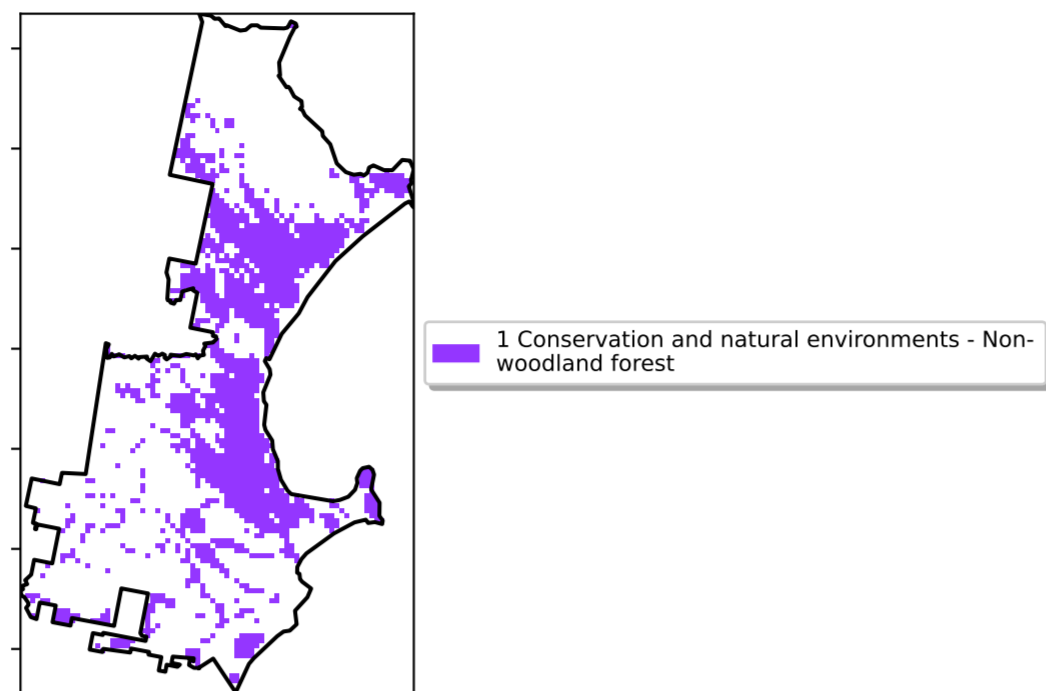 1 Conservation and natural environments - Non-
woodland forest